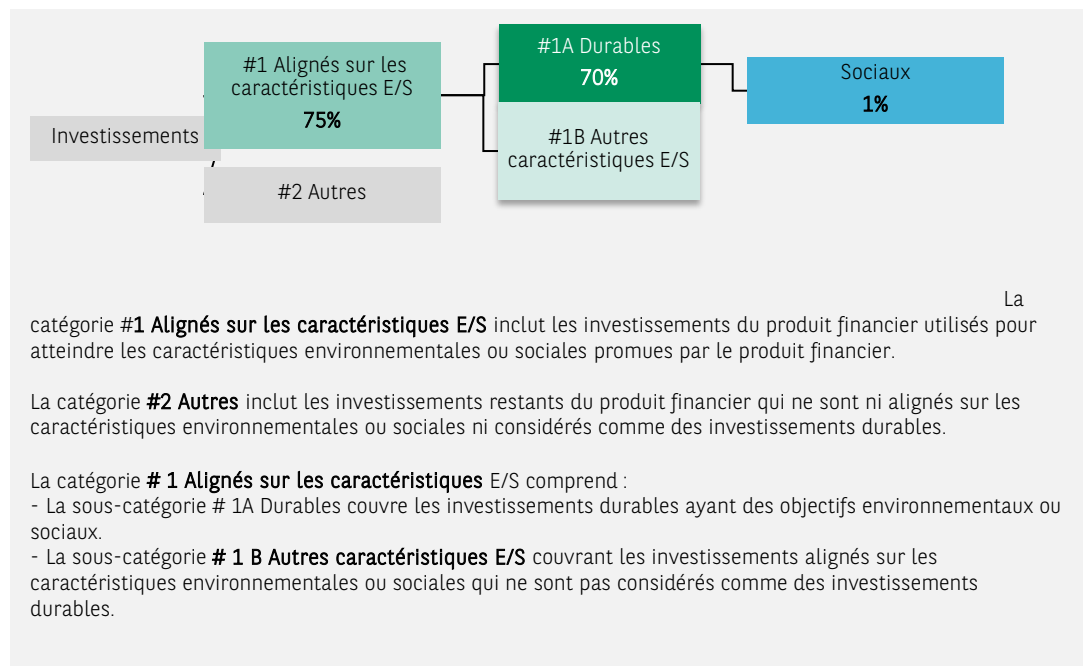 Investissements
#1 Alignés sur les
caractéristiques E/S
75%
#2 Autres
#1A Durables
70%
#1B Autres
caractéristiques E/S
Sociaux
1%
La
catégorie #1 Alignés sur les caractéristiques E/S inclut les investissements du produit financier utilisés pour
atteindre les caractéristiques environnementales ou sociales promues par le produit financier.
La catégorie #2 Autres inclut les investissements restants du produit financier qui ne sont ni alignés sur les
caractéristiques environnementales ou sociales ni considérés comme des investissements durables.
La catégorie # 1 Alignés sur les caractéristiques E/S comprend :
- La sous-catégorie # 1A Durables couvre les investissements durables ayant des objectifs environnementaux ou
sociaux.
- La sous-catégorie # 1 B Autres caractéristiques E/S couvrant les investissements alignés sur les
caractéristiques environnementales ou sociales qui ne sont pas considérés comme des investissements
durables.